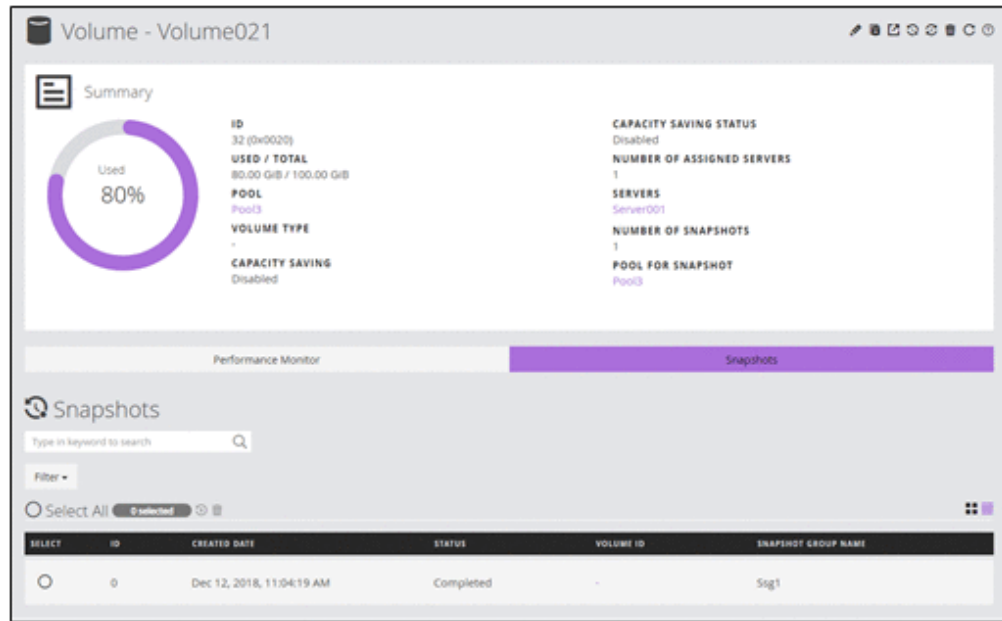 Volume - Volume021
Summary
Used
80%
ID
32 (0x0020)
USED / TOTAL
80.00 GiB / 100.00 GiB
POOL
Pool3
VOLUME TYPE
-
CAPACITY SAVING
Disabled
CAPACITY SAVING STATUS
Disabled
NUMBER OF ASSIGNED SERVERS
1
SERVERS
Server001
NUMBER OF SNAPSHOTS
1
POOL FOR SNAPSHOT
Pool3
Performance Monitor Snapshots
Snapshots
Type in keyword to search
Filter
Select All 0 selected
SELECT ID CREATED DATE STATUS VOLUME ID SNAPSHOT GROUP NAME
0 Dec 12, 2018, 11:04:19 AM Completed - Ssg1